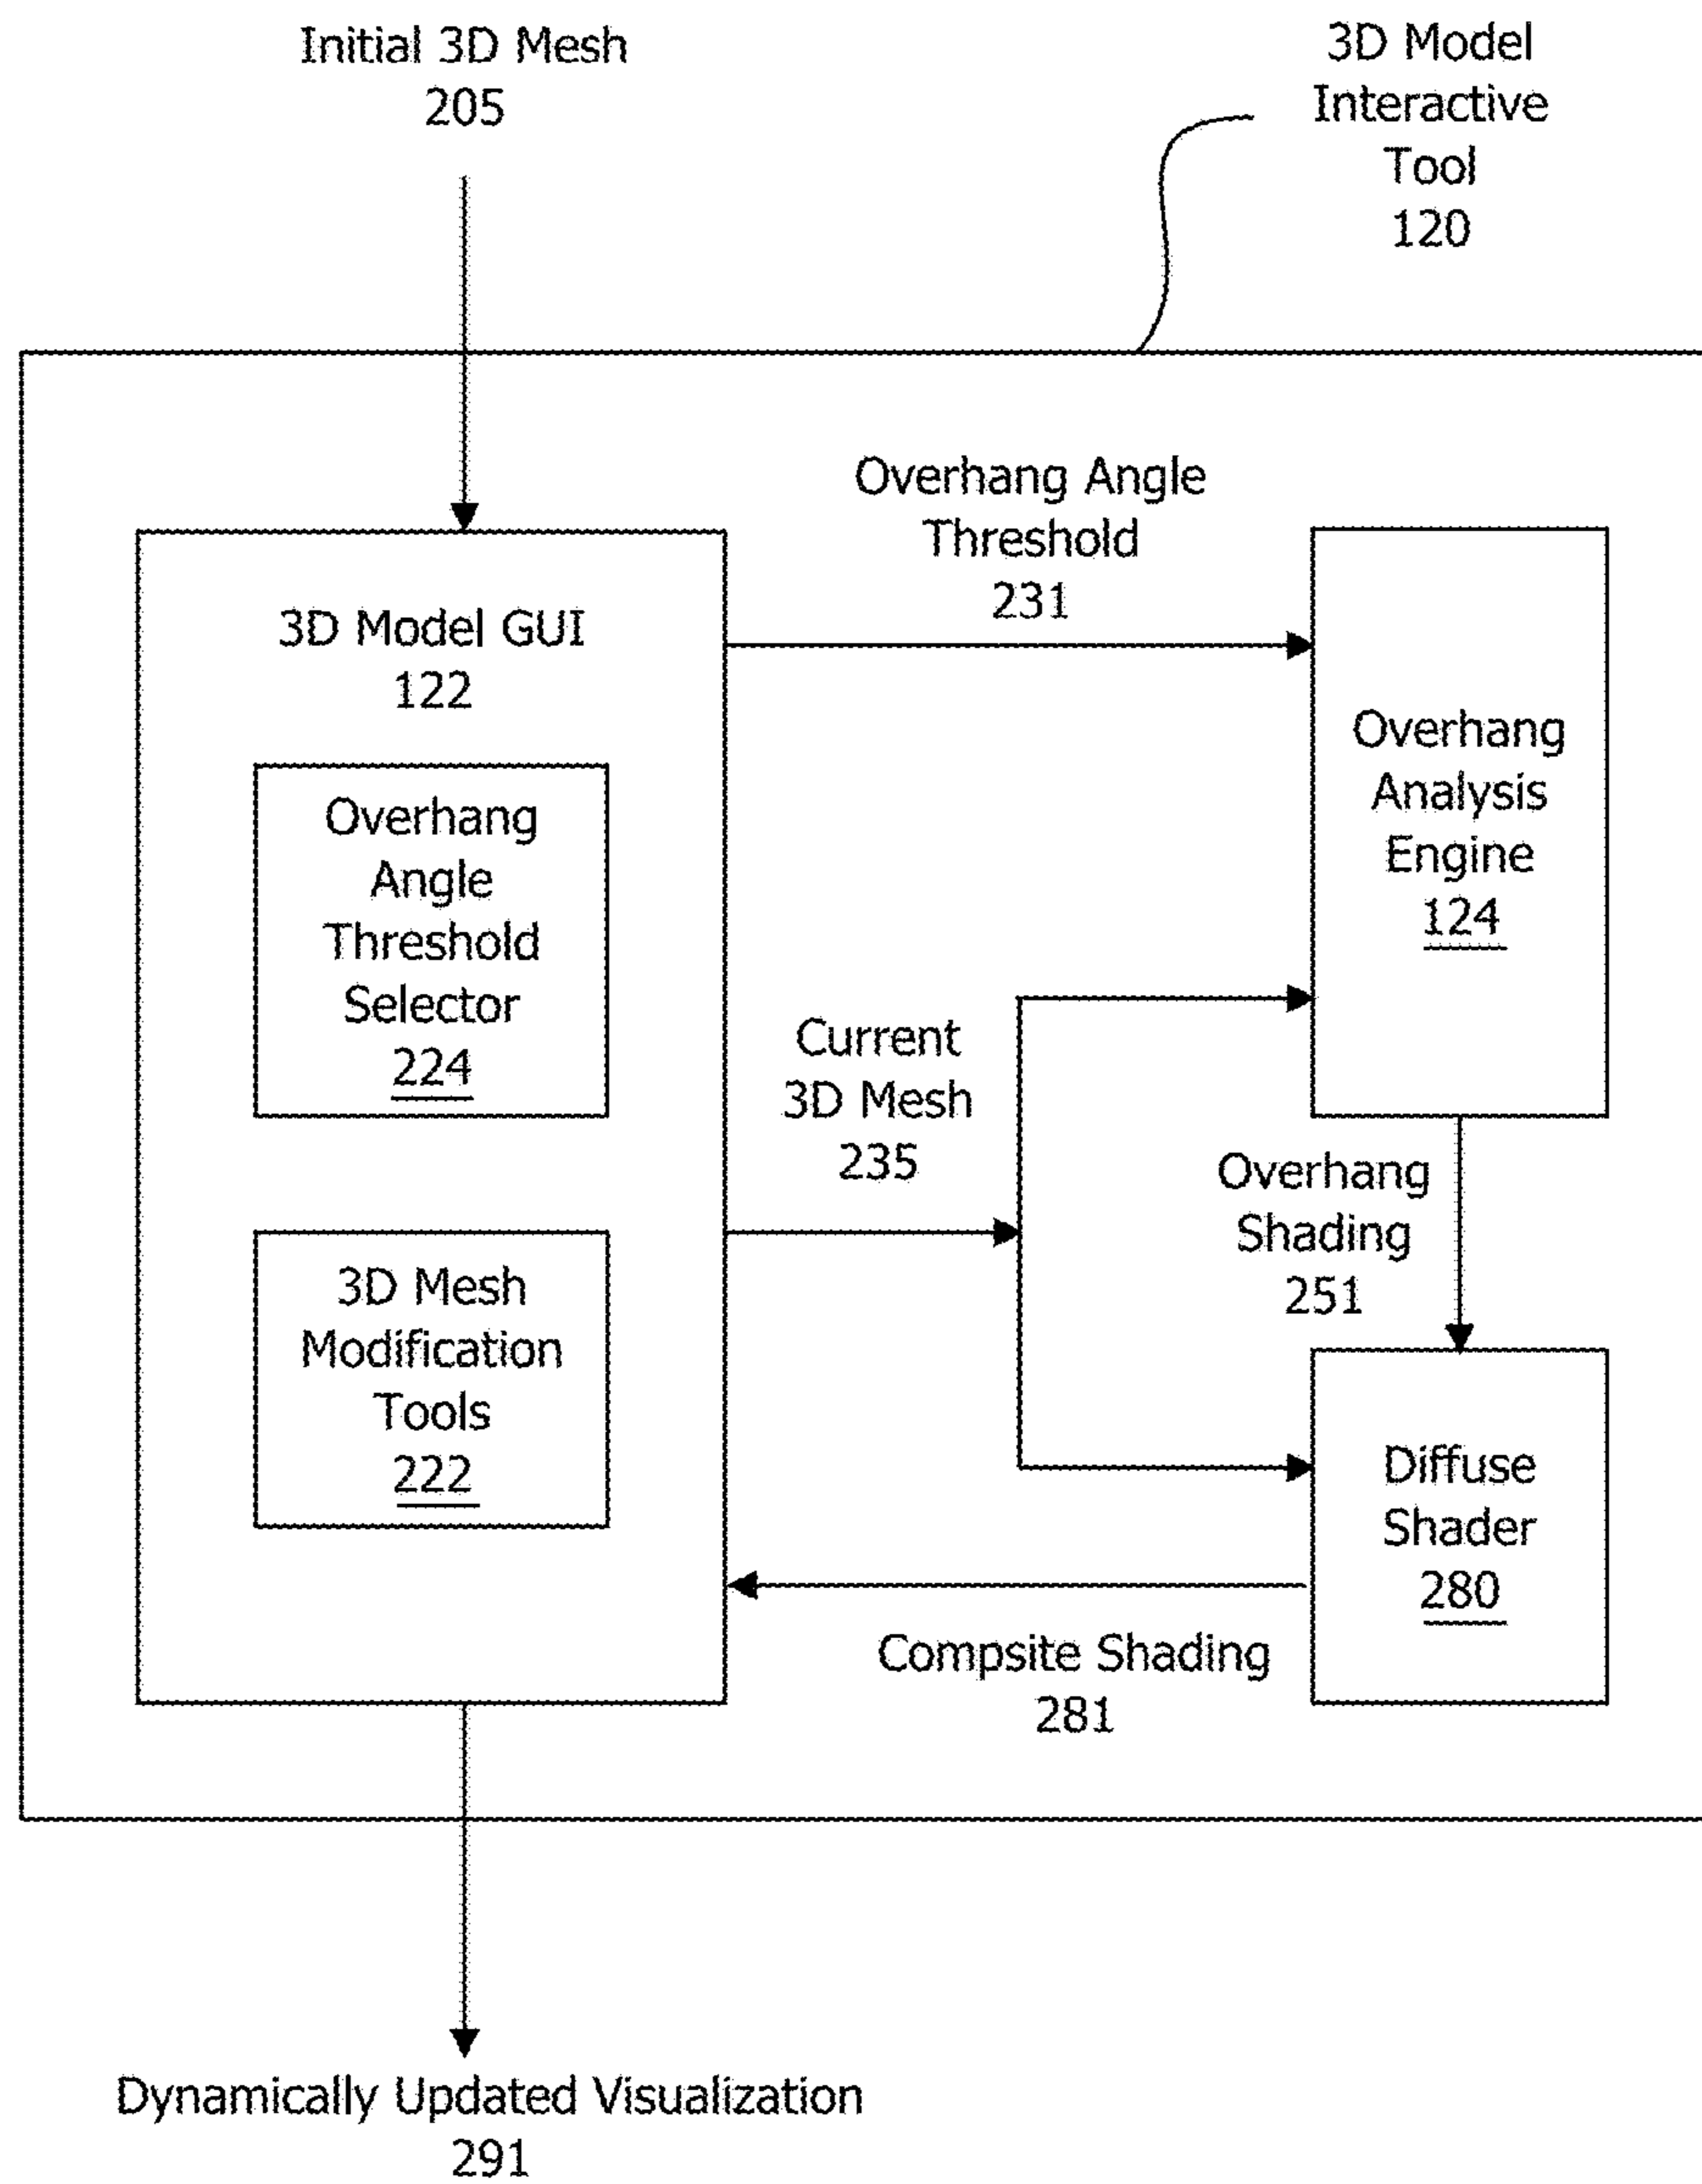 Initial 3D Mesh
205
3D Model
Interactive
Tool
120
Overhang Angle
Threshold
231
3D Model GUI
122
Overhang
Angle
Threshold
Selector
224
Overhang
Analysis
Engine
124
Current
3D Mesh
235
Overhang
Shading
251
3D Mesh
Modification
Tools
222
Diffuse
Shader
280
Compsite Shading
281
Dynamically Updated Visualization
291